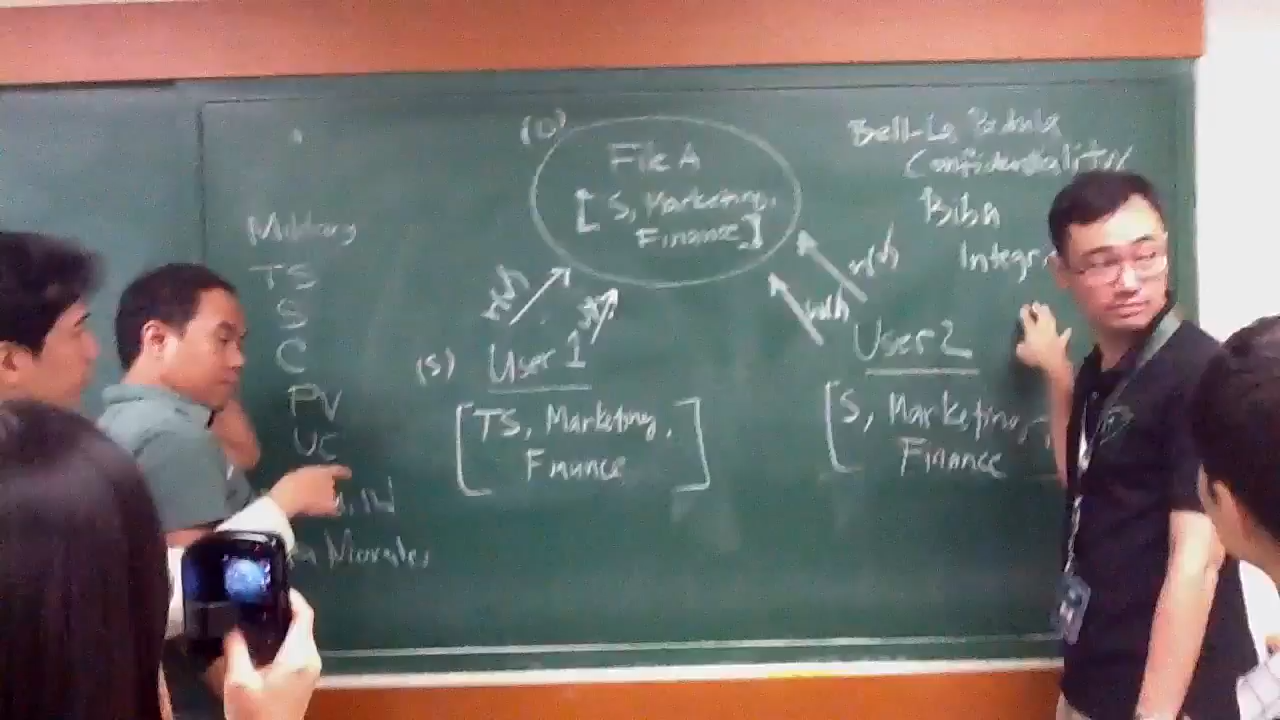 Military
TS
S
C
PV
UC
Morales
(O)
File A
[S, Marketing,
Finance]
(S)
User 1
[TS, Marketing,
Finance]
User 2
[S, Marketing,
Finance
Bell-La Padula
Confidentiality
Biba
Integr